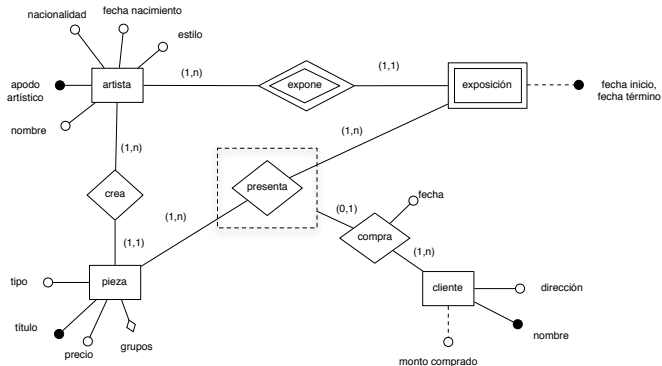 nacionalidad
fecha nacimiento
estilo
apodo
artístico
artista
nombre
(1,n)
expone
(1,1)
exposición
fecha inicio,
fecha término
(1,n)
(1,n)
crea
presenta
(1,n)
(0,1)
fecha
compra
(1,1)
(1,n)
tipo
pieza
cliente
dirección
título
precio
grupos
nombre
monto comprado